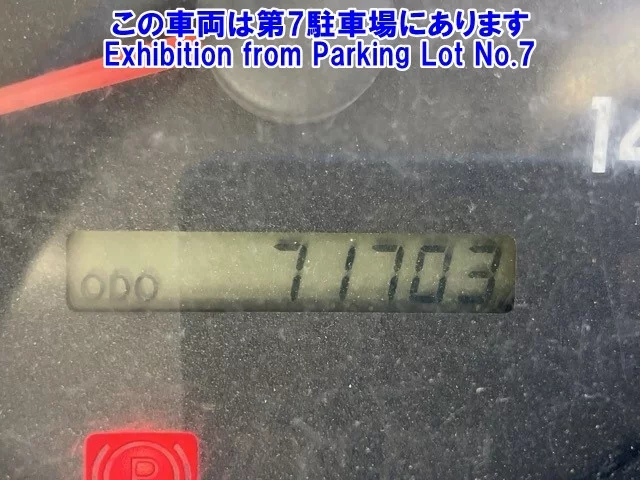 この車両は第7駐車場にあります
Exhibition from Parking Lot No.7
14
ODO 71703
P